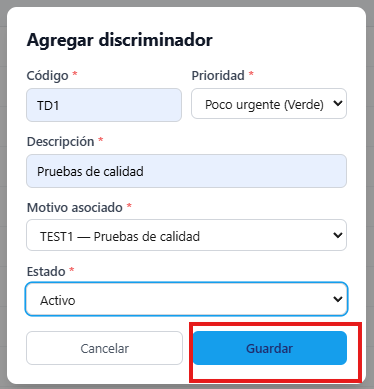 Agregar discriminador
Código * Prioridad *
TD1 Poco urgente (Verde)
Descripción *
Pruebas de calidad
Motivo asociado *
TEST1 — Pruebas de calidad
Estado *
Activo
Cancelar Guardar